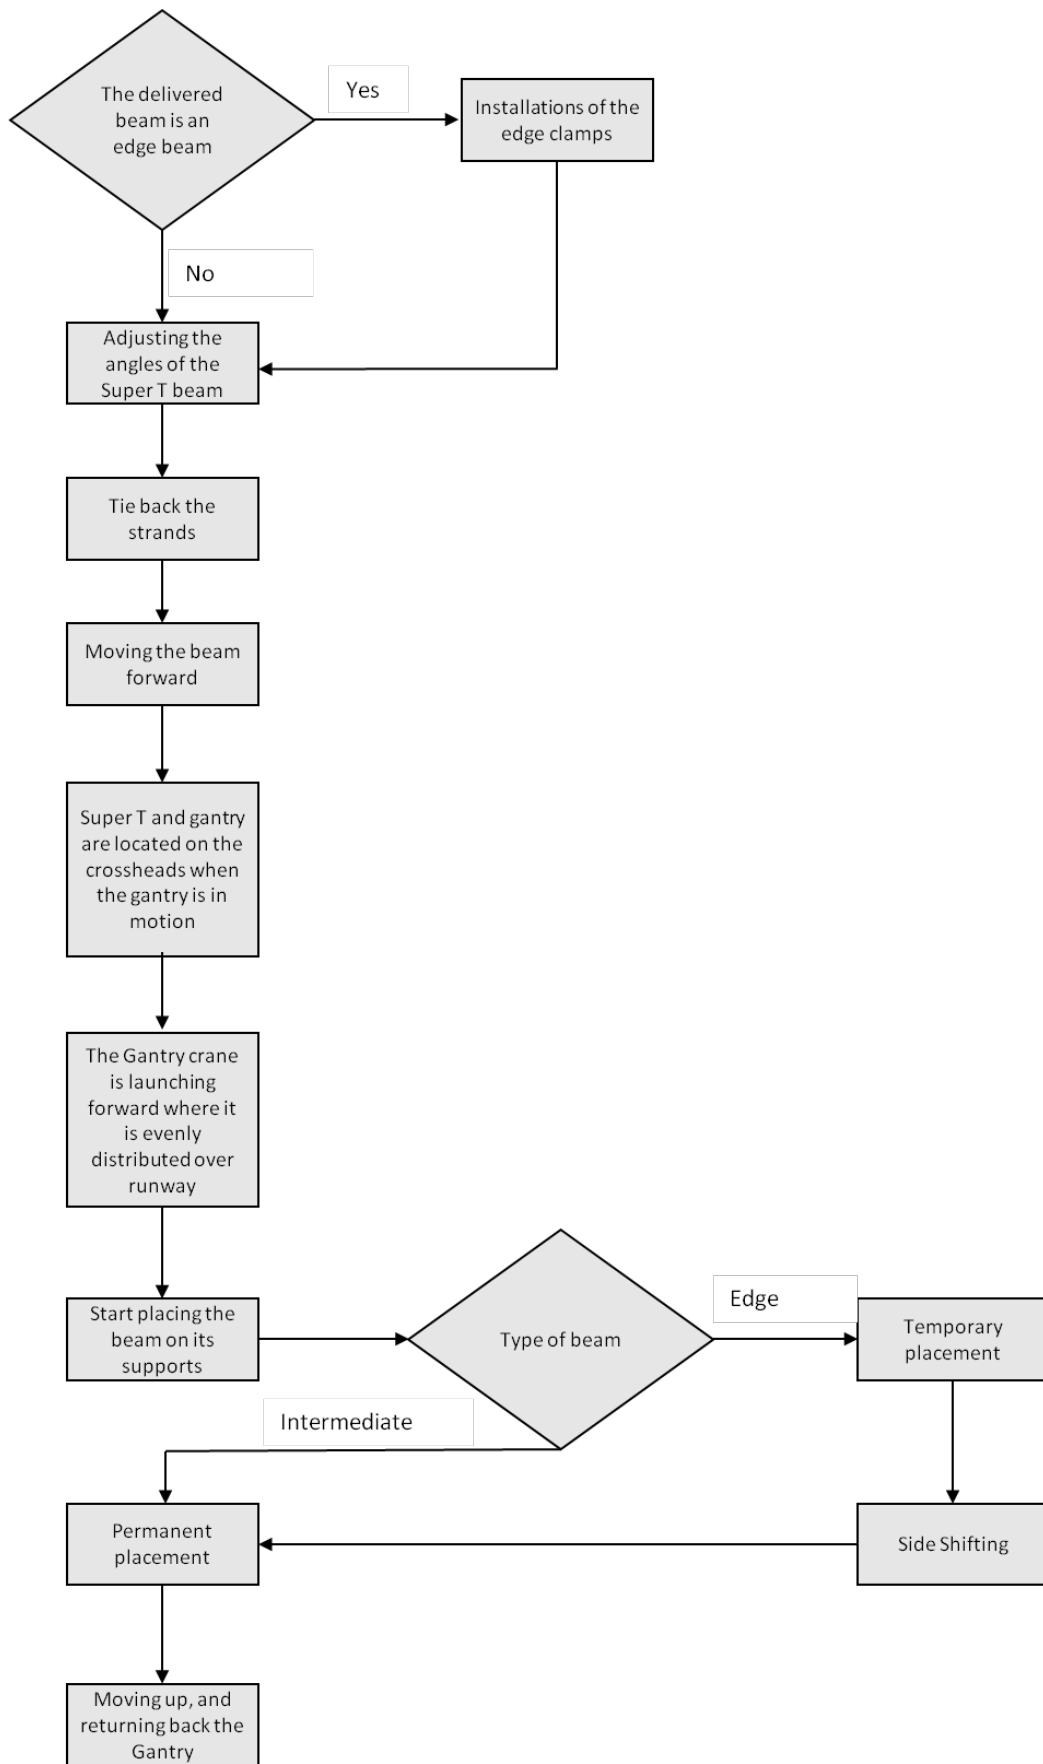 The delivered
beam is an
edge beam
Yes
Installations of the
edge clamps
No
Adjusting the
angles of the
Super T beam
Tie back the
strands
Moving the beam
forward
Super T and gantry
are located on the
crossheads when
the gantry is in
motion
The Gantry crane
is launching
forward where it
is evenly
distributed over
runway
Start placing the
beam on its
supports
Type of beam
Edge
Temporary
placement
Intermediate
Permanent
placement
Side Shifting
Moving up, and
returning back the
Gantry